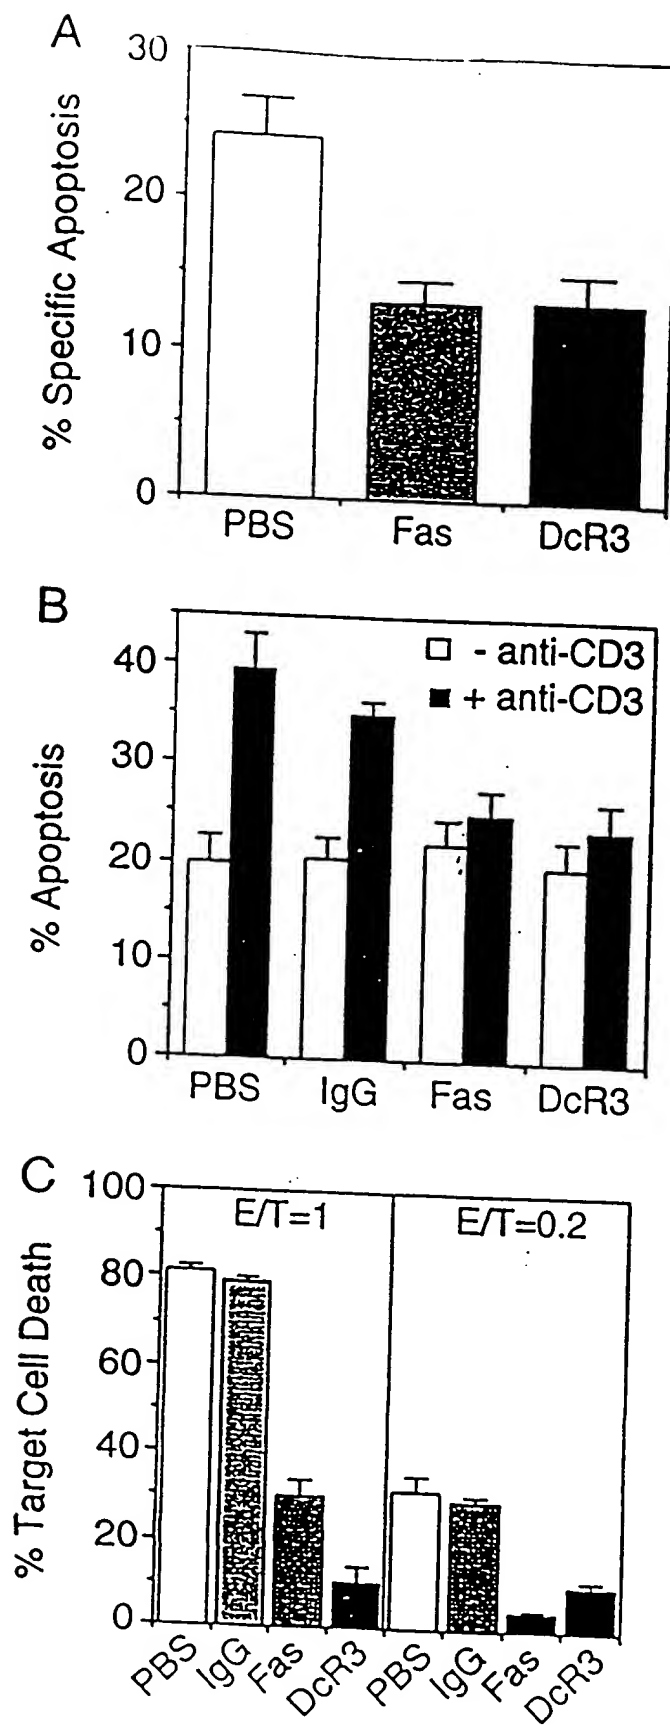 A
30
20
10
0
% Specific Apoptosis
PBS Fas DcR3
B
40
30
20
10
0
% Apoptosis
- anti-CD3
+ anti-CD3
PBS IgG Fas DcR3
C
100
80
60
40
20
0
% Target Cell Death
E/T=1 E/T=0.2
PBS IgG Fas DcR3 PBS IgG Fas DcR3